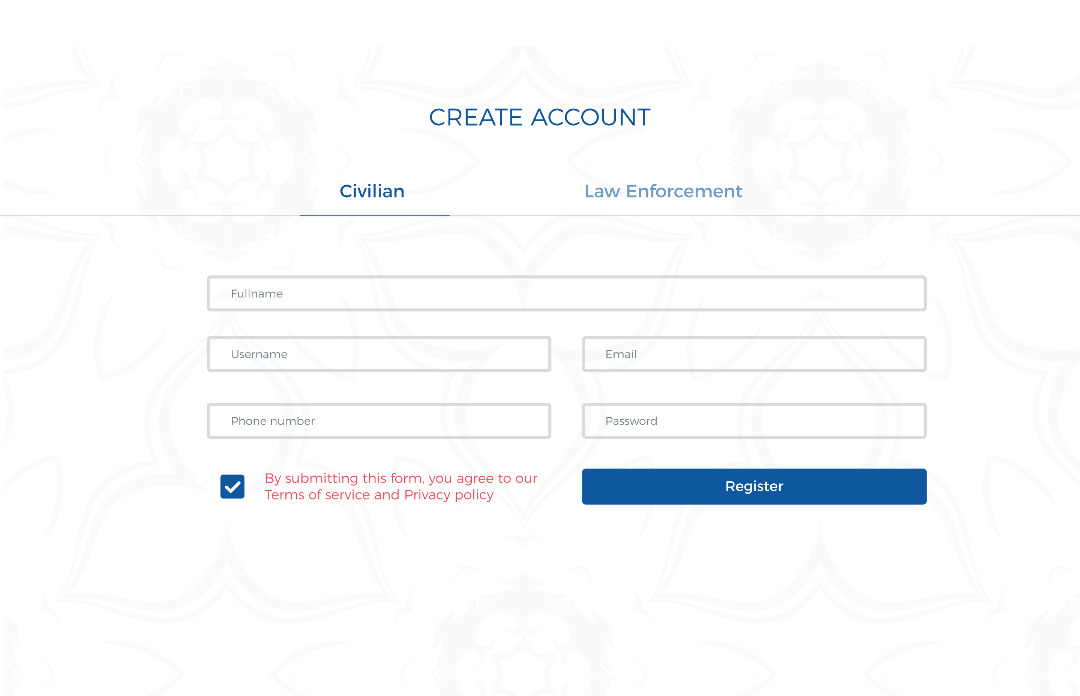 CREATE ACCOUNT
Civilian
Law Enforcement
Fullname
Username
Email
Phone number
Password
By submitting this form, you agree to our
Terms of service and Privacy policy
Register